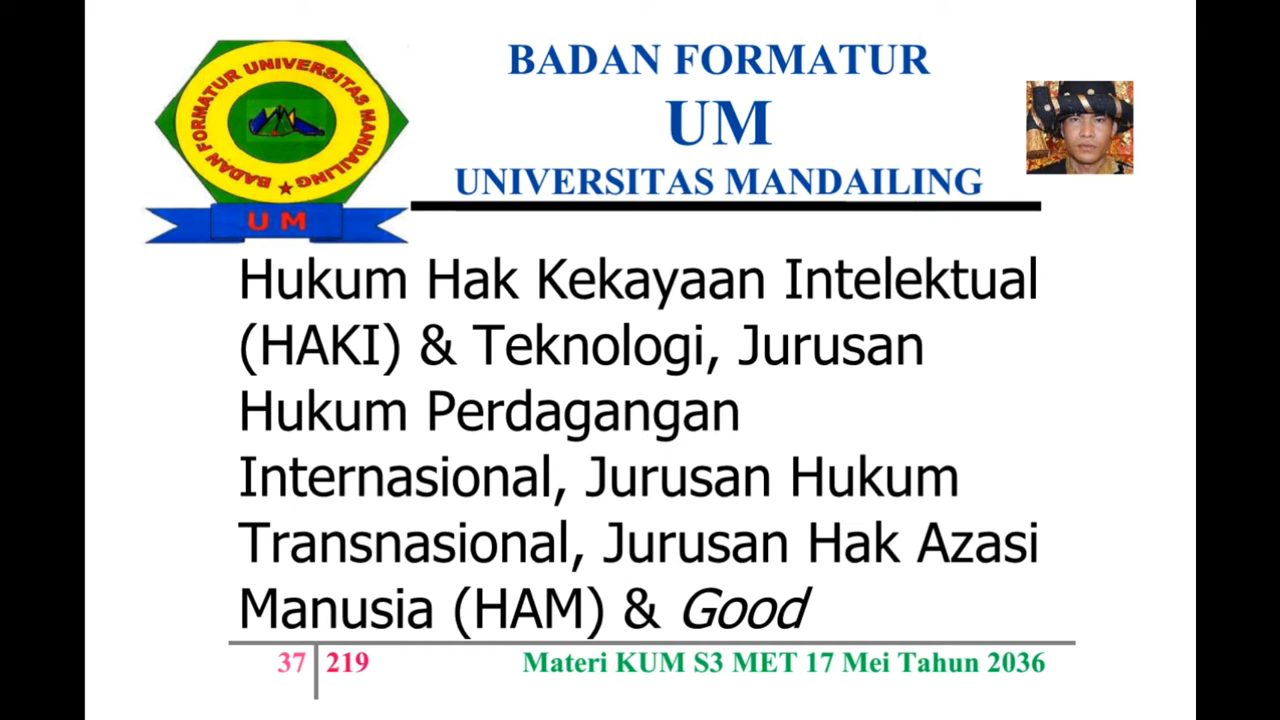 BADAN FORMATUR UNIVERSITAS MANDAILING
U M
BADAN FORMATUR
UM
UNIVERSITAS MANDAILING
Hukum Hak Kekayaan Intelektual
(HAKI) & Teknologi, Jurusan
Hukum Perdagangan
Internasional, Jurusan Hukum
Transnasional, Jurusan Hak Azasi
Manusia (HAM) & Good
37 219 Materi KUM S3 MET 17 Mei Tahun 2036